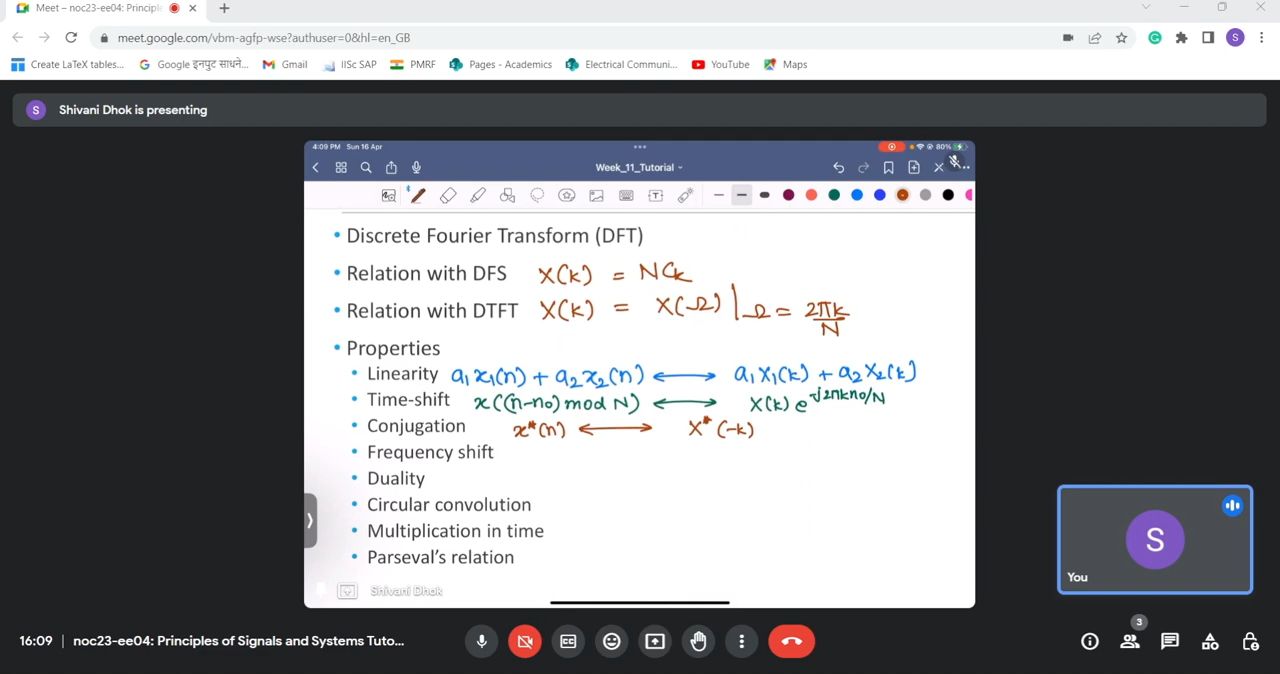 Meet – noc23-ee04: Principl
meet.google.com/vbm-agfp-wse?authuser=0&hl=en_GB
Create LaTeX tables... Google इनपुट साधने... Gmail IISc SAP PMRF Pages - Academics Electrical Communi... YouTube Maps
S Shivani Dhok is presenting
4:09 PM Sun 16 Apr 80%
Week_11_Tutorial
• Discrete Fourier Transform (DFT)
• Relation with DFS X(k) = NCk
• Relation with DTFT X(k) = X(Ω)|Ω = 2πk/N
• Properties
• Linearity a₁x₁(n) + a₂x₂(n) ⟷ a₁X₁(k) + a₂X₂(k)
• Time-shift x((n-n₀) mod N) ⟷ X(k) e^-j2πkn₀/N
• Conjugation x*(n) ⟷ X*(-k)
• Frequency shift
• Duality
• Circular convolution
• Multiplication in time
• Parseval's relation
Shivani Dhok
S
You
16:09 | noc23-ee04: Principles of Signals and Systems Tuto...
3